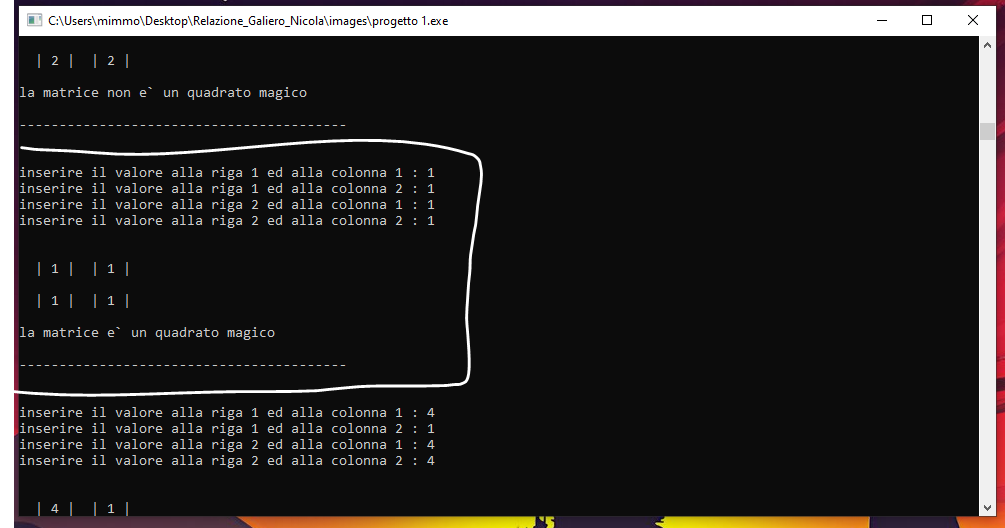 C:\Users\mimmo\Desktop\Relazione_Galiero_Nicola\images\progetto 1.exe
| 2 | | 2 |
la matrice non e` un quadrato magico
-----------------------------------------
inserire il valore alla riga 1 ed alla colonna 1 : 1
inserire il valore alla riga 1 ed alla colonna 2 : 1
inserire il valore alla riga 2 ed alla colonna 1 : 1
inserire il valore alla riga 2 ed alla colonna 2 : 1
| 1 | | 1 |
| 1 | | 1 |
la matrice e` un quadrato magico
-----------------------------------------
inserire il valore alla riga 1 ed alla colonna 1 : 4
inserire il valore alla riga 1 ed alla colonna 2 : 1
inserire il valore alla riga 2 ed alla colonna 1 : 4
inserire il valore alla riga 2 ed alla colonna 2 : 4
| 4 | | 1 |